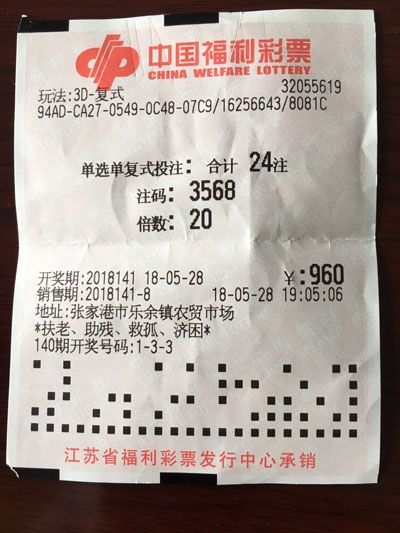 中国福利彩票
CHINA WELFARE LOTTERY
玩法:3D-复式 32055619
94AD-CA27-0549-0C48-07C9/16256643/8081C
单选单复式投注: 合计 24注
注码: 3568
倍数: 20
开奖期:2018141 18-05-28 ¥:960
销售期:2018141-8 18-05-28 19:05:06
地址:张家港市乐余镇农贸市场
*扶老、助残、救孤、济困*
140期开奖号码:1-3-3
江苏省福利彩票发行中心承销